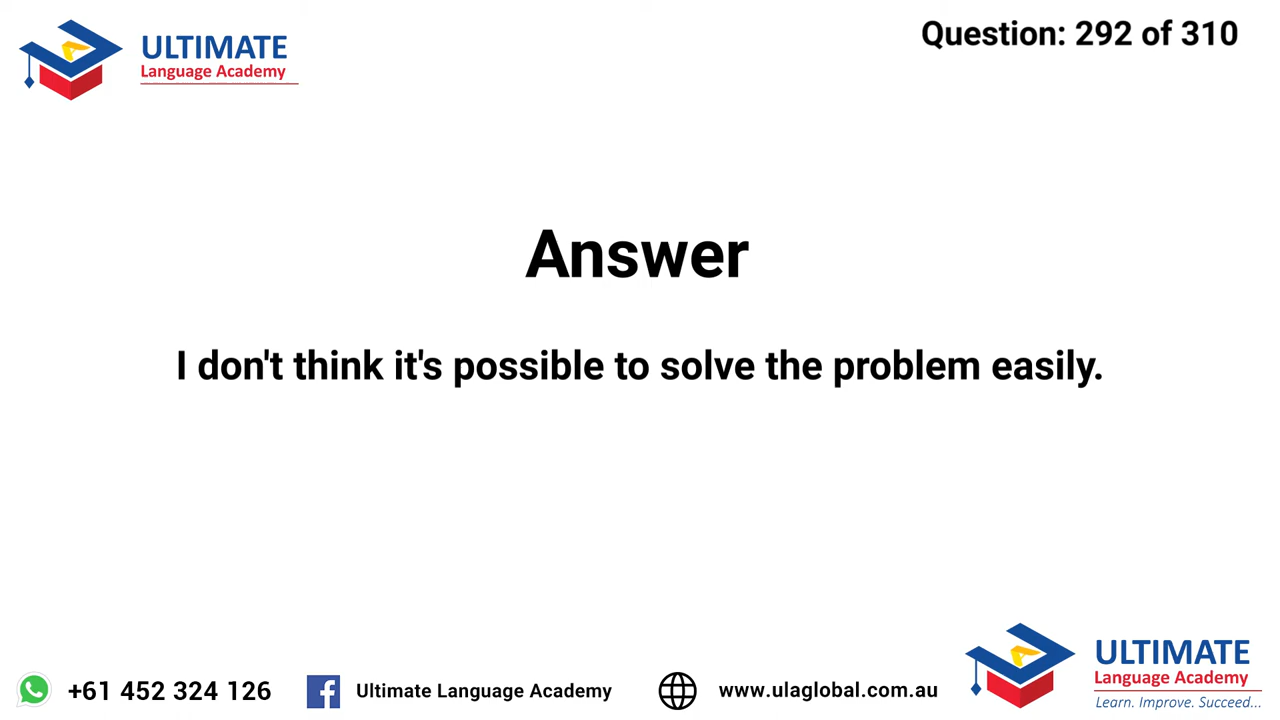 ULTIMATE
Language Academy
Question: 292 of 310
Answer
I don't think it's possible to solve the problem easily.
+61 452 324 126
Ultimate Language Academy
www.ulaglobal.com.au
ULTIMATE
Language Academy
Learn. Improve. Succeed...